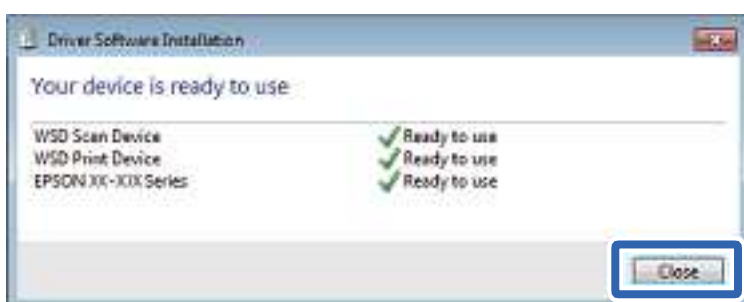 Driver Software Installation
Your device is ready to use
WSD Scan Device Ready to use
WSD Print Device Ready to use
EPSON XX-XXX Series Ready to use
Close